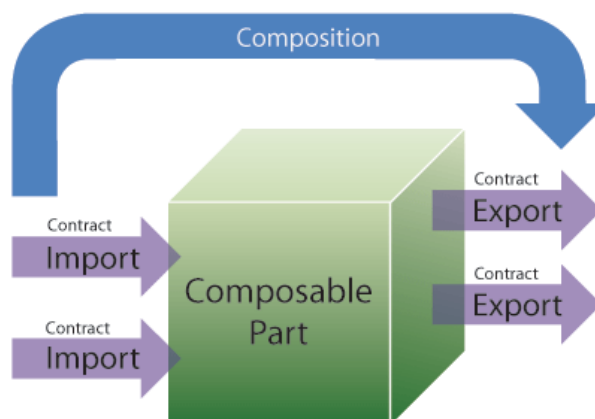 Composition
Contract
Import
Contract
Import
Composable
Part
Contract
Export
Contract
Export